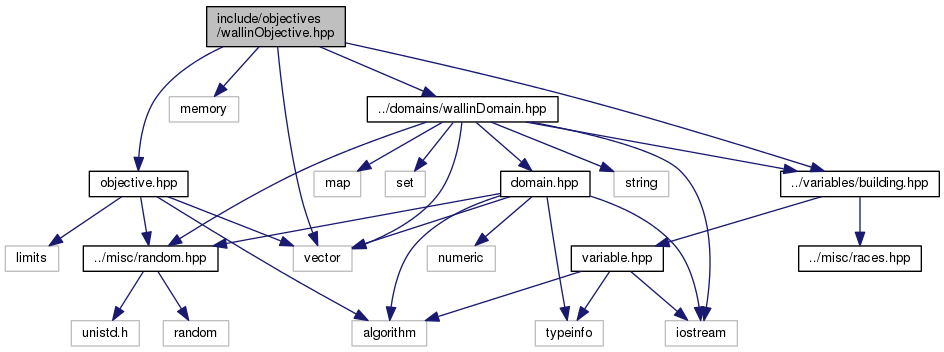 include/objectives
/wallinObjective.hpp
memory
../domains/wallinDomain.hpp
objective.hpp
map
set
domain.hpp
string
../variables/building.hpp
limits
../misc/random.hpp
vector
numeric
variable.hpp
../misc/races.hpp
unistd.h
random
algorithm
typeinfo
iostream